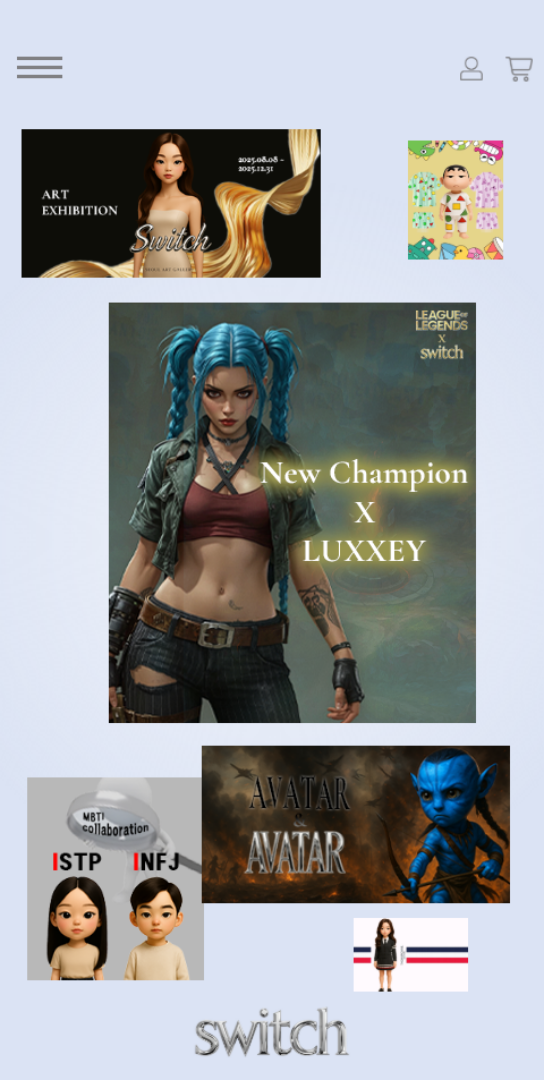 ART
EXHIBITION
2025.08.08 ~
2025.12.31
Switch
LEAGUE OF
LEGENDS
X
switch
New Champion
X
LUXXEY
MBTI
collaboration
ISTP
INFJ
AVATAR
&
AVATAR
switch